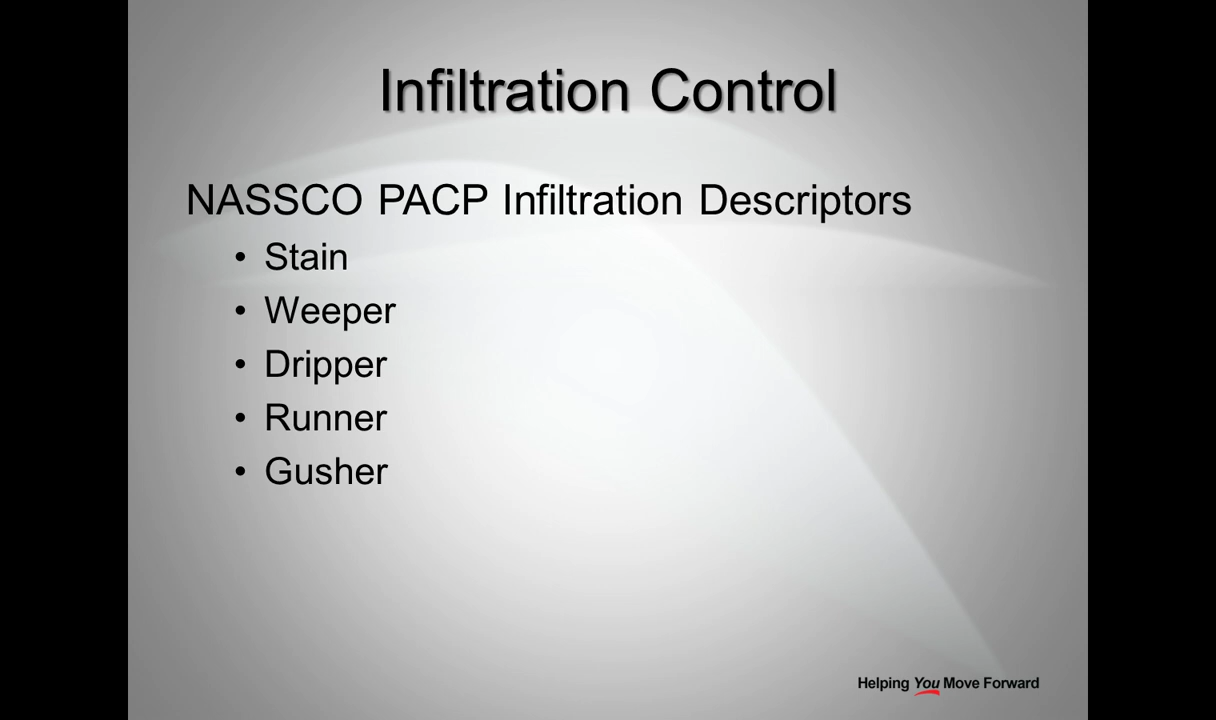 Infiltration Control
NASSCO PACP Infiltration Descriptors
• Stain
• Weeper
• Dripper
• Runner
• Gusher
Helping You Move Forward